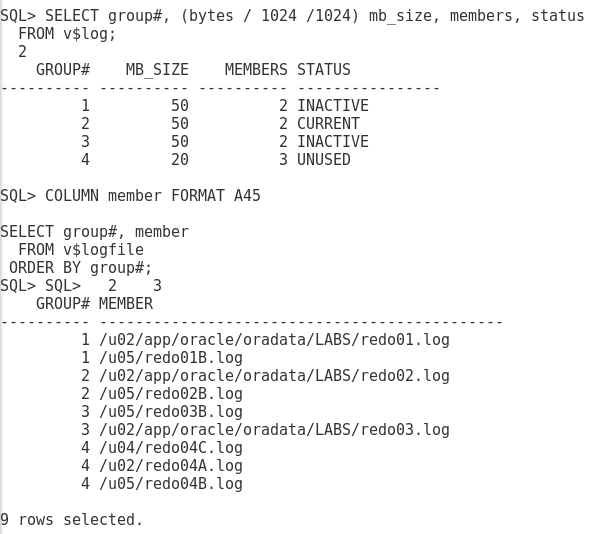 SQL> SELECT group#, (bytes / 1024 /1024) mb_size, members, status
  FROM v$log;
  2
    GROUP#    MB_SIZE    MEMBERS STATUS
---------- ---------- ---------- ----------------
         1         50          2 INACTIVE
         2         50          2 CURRENT
         3         50          2 INACTIVE
         4         20          3 UNUSED

SQL> COLUMN member FORMAT A45

SELECT group#, member
  FROM v$logfile
 ORDER BY group#;
SQL> SQL>   2    3
    GROUP# MEMBER
---------- ---------------------------------------------
         1 /u02/app/oracle/oradata/LABS/redo01.log
         1 /u05/redo01B.log
         2 /u02/app/oracle/oradata/LABS/redo02.log
         2 /u05/redo02B.log
         3 /u05/redo03B.log
         3 /u02/app/oracle/oradata/LABS/redo03.log
         4 /u04/redo04C.log
         4 /u02/redo04A.log
         4 /u05/redo04B.log

9 rows selected.